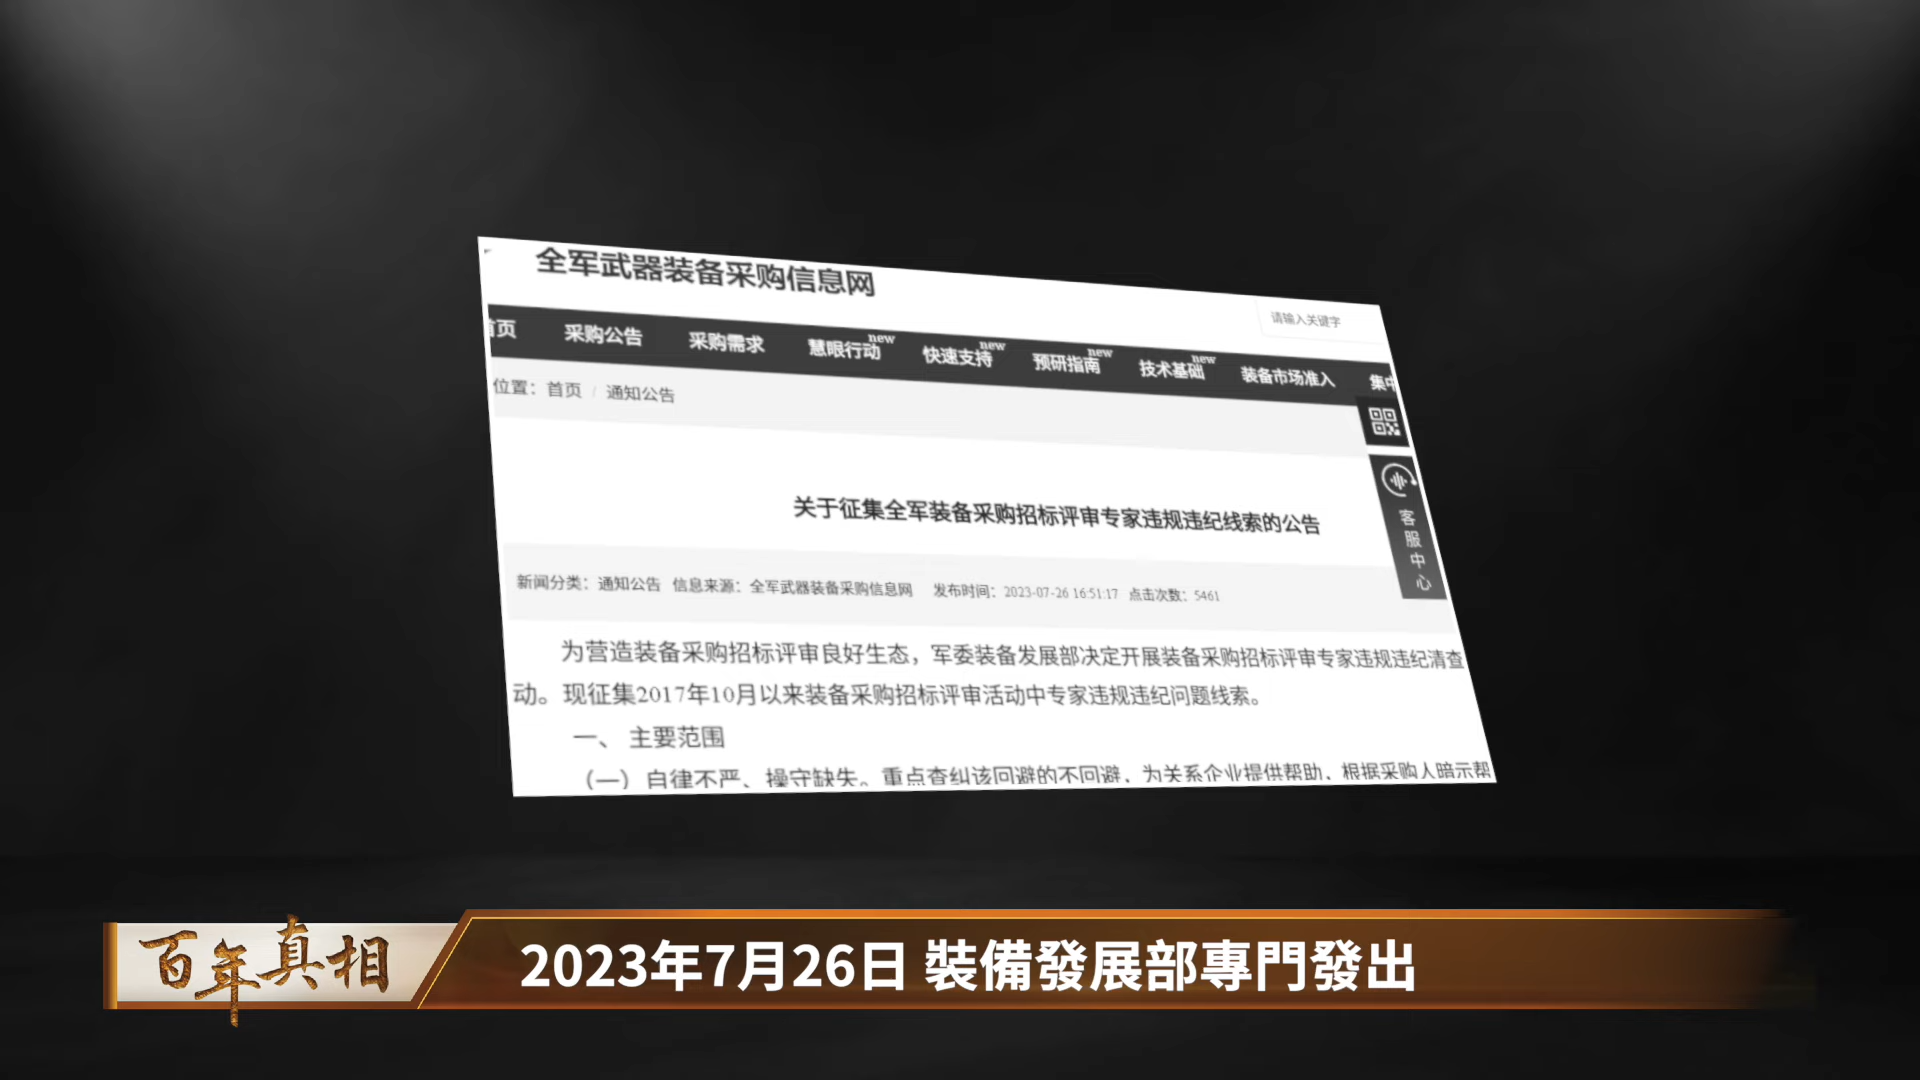 全军武器装备采购信息网
请输入关键字
首页 采购公告 采购需求 慧眼行动 new 快速支持 new 预研指南 new 技术基础 new 装备市场准入 集中
位置：首页 / 通知公告
客服中心
关于征集全军装备采购招标评审专家违规违纪线索的公告
新闻分类：通知公告 信息来源：全军武器装备采购信息网 发布时间：2023-07-26 16:51:17 点击次数：5461
为营造装备采购招标评审良好生态，军委装备发展部决定开展装备采购招标评审专家违规违纪清查
动。现征集2017年10月以来装备采购招标评审活动中专家违规违纪问题线索。
一、 主要范围
（一）自律不严、操守缺失。重点查纠该回避的不回避，为关系企业提供帮助，根据采购人暗示帮
百年真相
2023年7月26日 裝備發展部專門發出